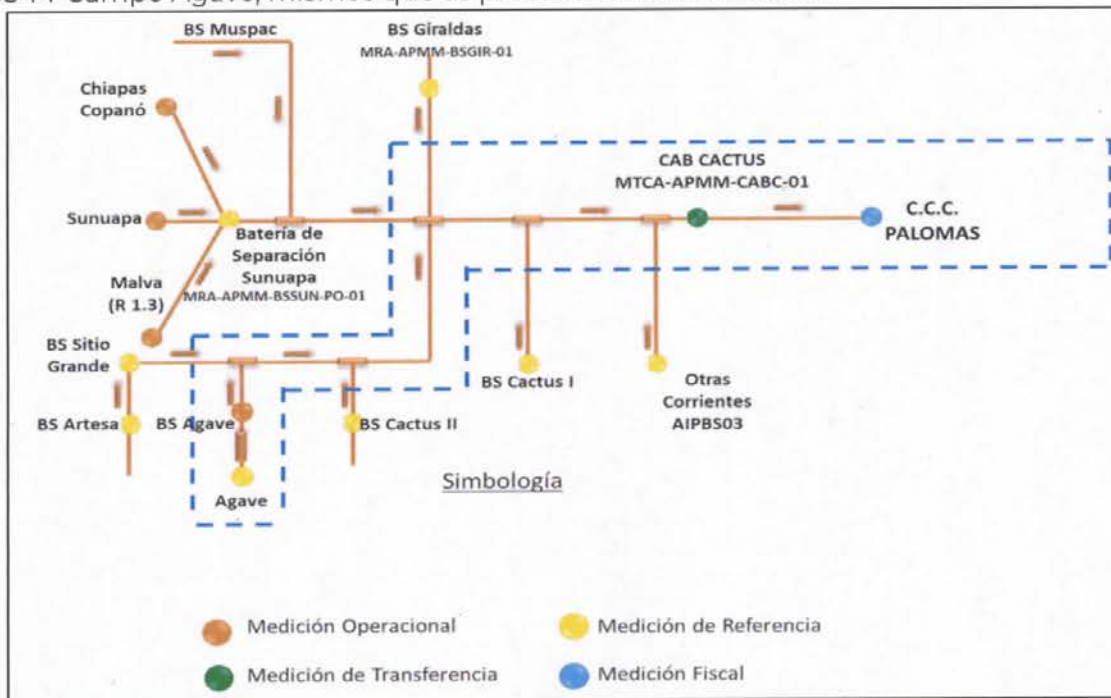 BS Muspac
BS Giraldas
MRA-APMM-BSGIR-01
Chiapas
Copanó
CAB CACTUS
MTCA-APMM-CABC-01
Sunuapa
Batería de
Separación
Sunuapa
MRA-APMM-BSSUN-PO-01
C.C.C.
PALOMAS
Malva
(R 1.3)
BS Sitio
Grande
BS Artesa
BS Agave
BS Cactus II
BS Cactus I
Otras
Corrientes
AIPBS03
Agave
Simbología
Medición Operacional
Medición de Referencia
Medición de Transferencia
Medición Fiscal